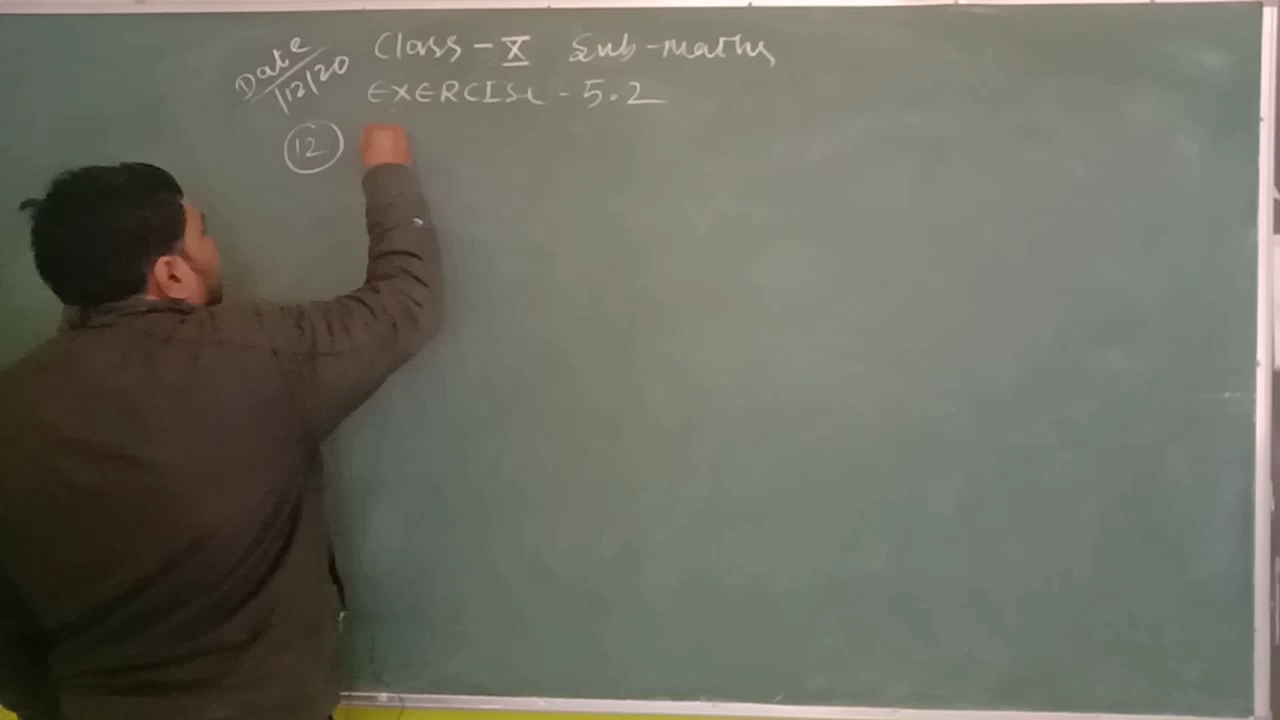 Date
/12/20
Class - X Sub - maths
EXERCISE - 5.2
12